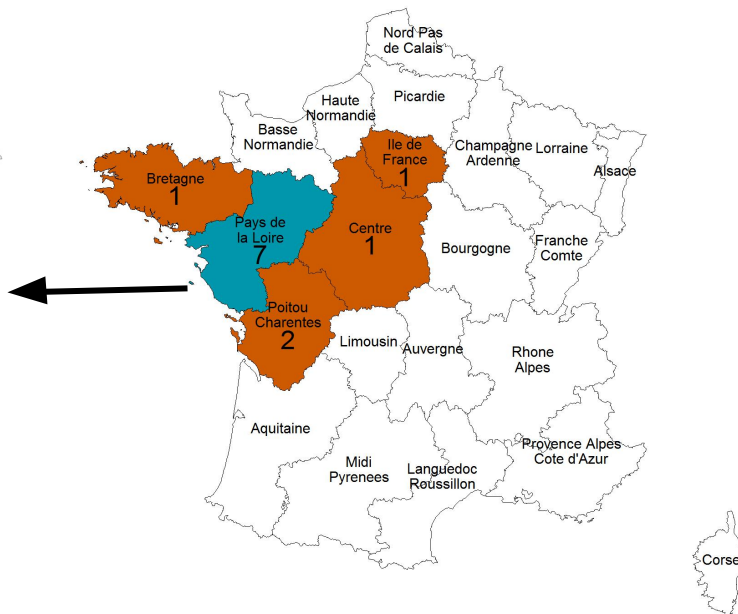 Nord Pas
de Calais
Picardie
Haute
Normandie
Basse
Normandie
Ile de
France
1
Champagne
Ardenne
Lorraine
Alsace
Bretagne
1
Pays de
la Loire
7
Centre
1
Bourgogne
Franche
Comte
Poitou
Charentes
2
Limousin
Auvergne
Rhone
Alpes
Aquitaine
Midi
Pyrenees
Languedoc
Roussillon
Provence Alpes
Cote d'Azur
Corse